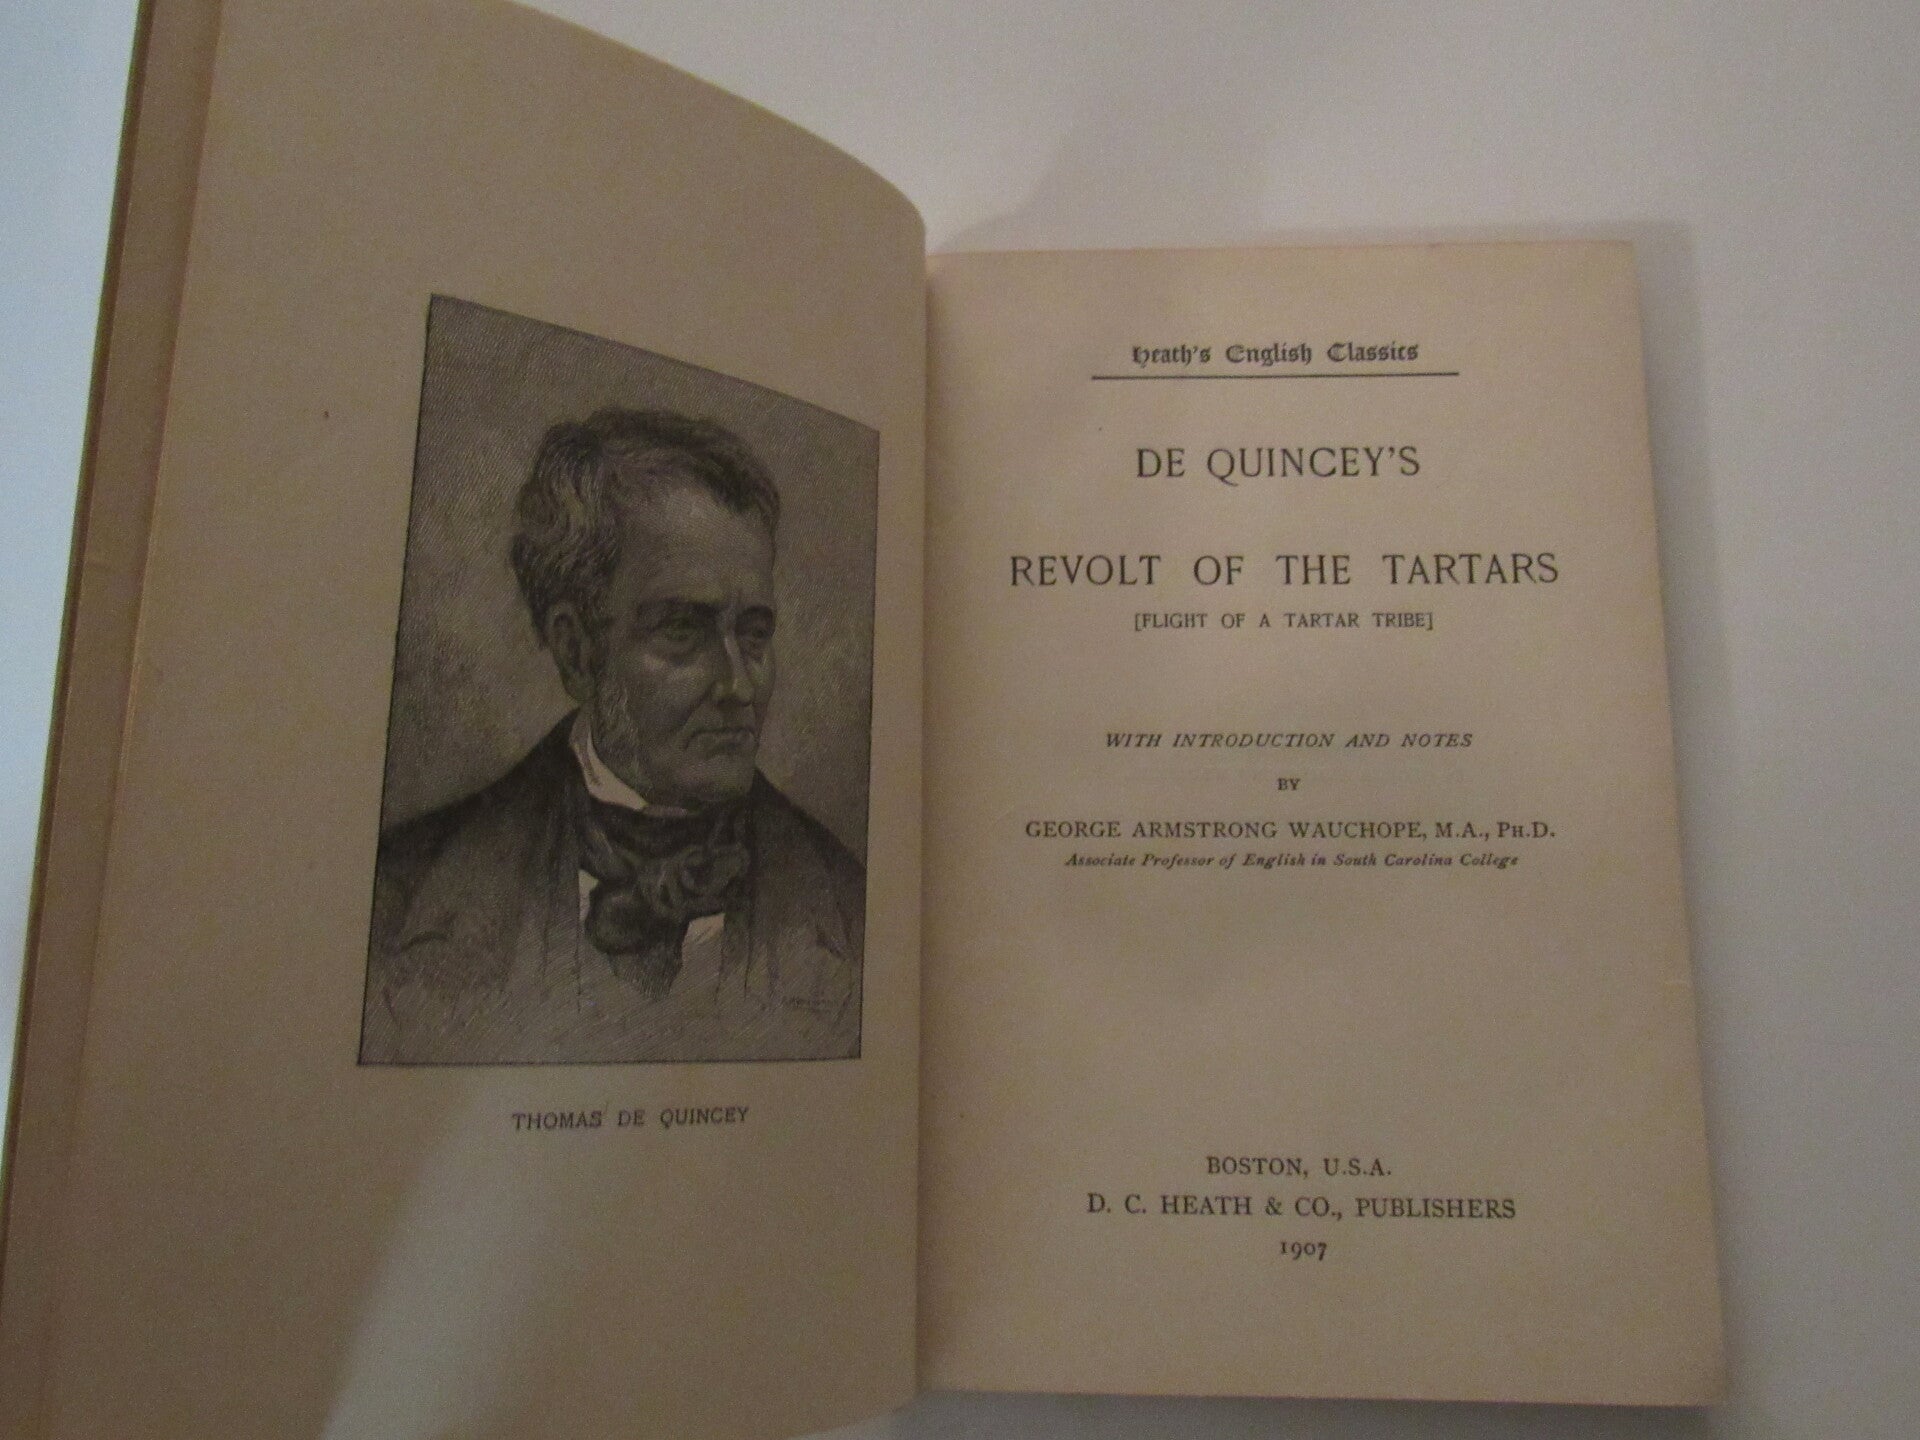 THOMAS DE QUINCEY
Heath's English Classics
DE QUINCEY'S
REVOLT OF THE TARTARS
[FLIGHT OF A TARTAR TRIBE]
WITH INTRODUCTION AND NOTES
BY
GEORGE ARMSTRONG WAUCHOPE, M.A., PH.D.
Associate Professor of English in South Carolina College
BOSTON, U.S.A.
D. C. HEATH & CO., PUBLISHERS
1907